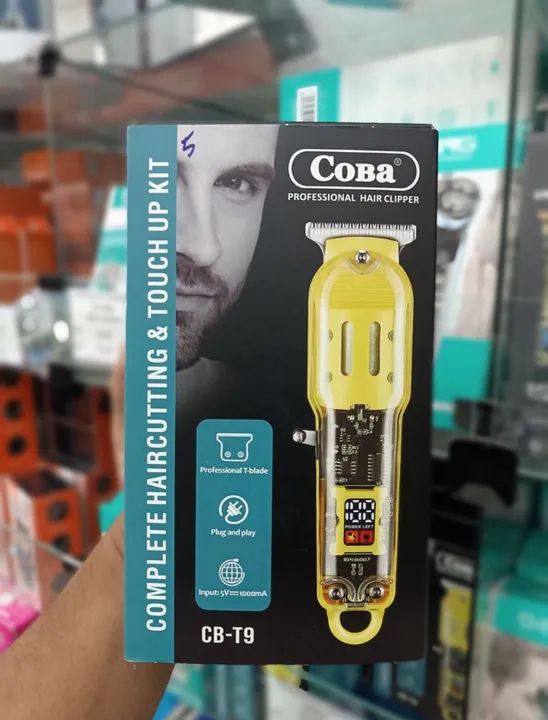 5
COBA®
PROFESSIONAL HAIR CLIPPER
COMPLETE HAIRCUTTING & TOUCH UP KIT
Professional T-blade
Plug and play
Input: 5V⎓1000mA
188
POWER LEFT
CB-T9